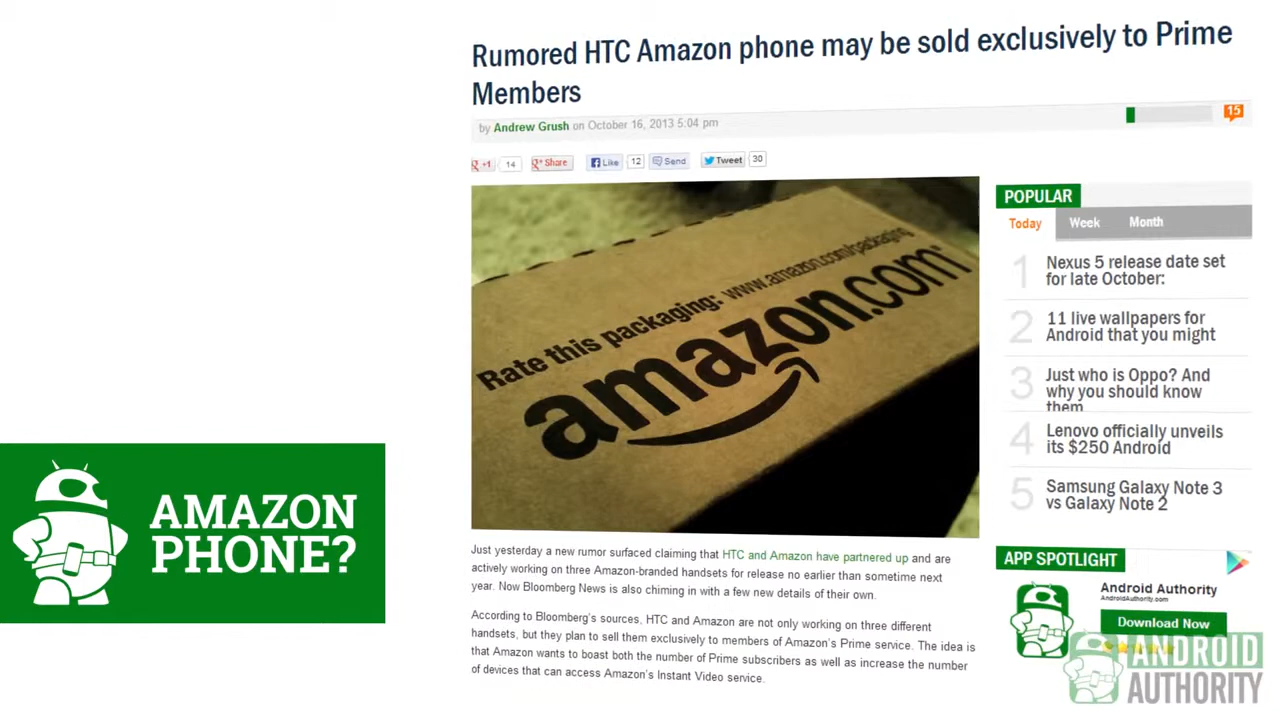 Rumored HTC Amazon phone may be sold exclusively to Prime
Members
by Andrew Grush on October 16, 2013 5:04 pm
15
+1 14 Share Like 12 Send Tweet 30
Rate this packaging: www.amazon.com/packaging
amazon.com
POPULAR
Today Week Month
1 Nexus 5 release date set
for late October:
2 11 live wallpapers for
Android that you might
3 Just who is Oppo? And
why you should know
them
4 Lenovo officially unveils
its $250 Android
5 Samsung Galaxy Note 3
vs Galaxy Note 2
AMAZON
PHONE?
Just yesterday a new rumor surfaced claiming that HTC and Amazon have partnered up and are
actively working on three Amazon-branded handsets for release no earlier than sometime next
year. Now Bloomberg News is also chiming in with a few new details of their own.
According to Bloomberg's sources, HTC and Amazon are not only working on three different
handsets, but they plan to sell them exclusively to members of Amazon's Prime service. The idea is
that Amazon wants to boast both the number of Prime subscribers as well as increase the number
of devices that can access Amazon's Instant Video service.
APP SPOTLIGHT
Android Authority
AndroidAuthority.com
Download Now
ANDROID
AUTHORITY